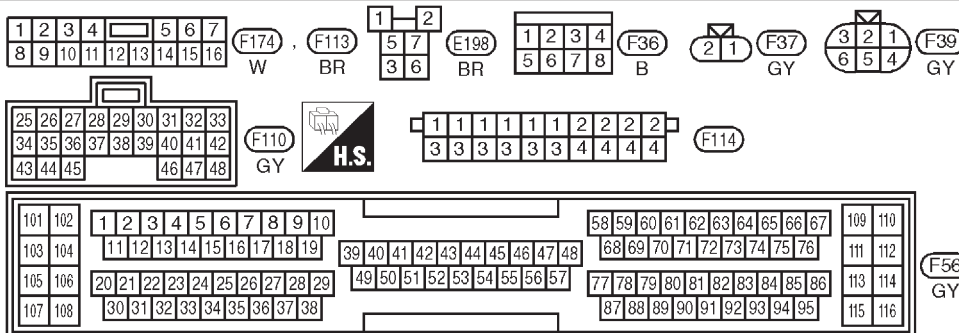 1 2 3 4 5 6 7
8 9 10 11 12 13 14 15 16
F174 , F113
W BR
1 2
5 7
3 6
E198
BR
1 2 3 4
5 6 7 8
F36
B
2 1
F37
GY
3 2 1
6 5 4
F39
GY
25 26 27 28 29 30 31 32 33
34 35 36 37 38 39 40 41 42
43 44 45 46 47 48
F110
GY
H.S.
1 1 1 1 1 1 2 2 2 2
3 3 3 3 3 3 4 4 4 4
F114
101 102
103 104
105 106
107 108
1 2 3 4 5 6 7 8 9 10
11 12 13 14 15 16 17 18 19
20 21 22 23 24 25 26 27 28 29
30 31 32 33 34 35 36 37 38
39 40 41 42 43 44 45 46 47 48
49 50 51 52 53 54 55 56 57
58 59 60 61 62 63 64 65 66 67
68 69 70 71 72 73 74 75 76
77 78 79 80 81 82 83 84 85 86
87 88 89 90 91 92 93 94 95
109 110
111 112
113 114
115 116
F56
GY